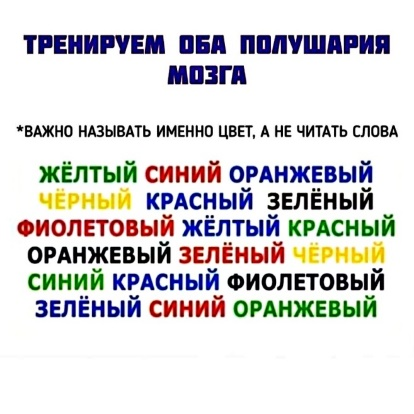 ТРЕНИРУЕМ ОБА ПОЛУШАРИЯ
МОЗГА
*ВАЖНО НАЗЫВАТЬ ИМЕННО ЦВЕТ, А НЕ ЧИТАТЬ СЛОВА
ЖЁЛТЫЙ СИНИЙ ОРАНЖЕВЫЙ
ЧЁРНЫЙ КРАСНЫЙ ЗЕЛЁНЫЙ
ФИОЛЕТОВЫЙ ЖЁЛТЫЙ КРАСНЫЙ
ОРАНЖЕВЫЙ ЗЕЛЁНЫЙ ЧЁРНЫЙ
СИНИЙ КРАСНЫЙ ФИОЛЕТОВЫЙ
ЗЕЛЁНЫЙ СИНИЙ ОРАНЖЕВЫЙ